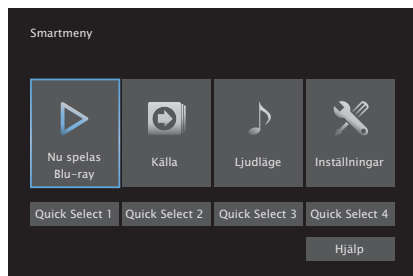 Smartmeny
Nu spelas
Blu-ray
Källa
Ljudläge
Inställningar
Quick Select 1
Quick Select 2
Quick Select 3
Quick Select 4
Hjälp